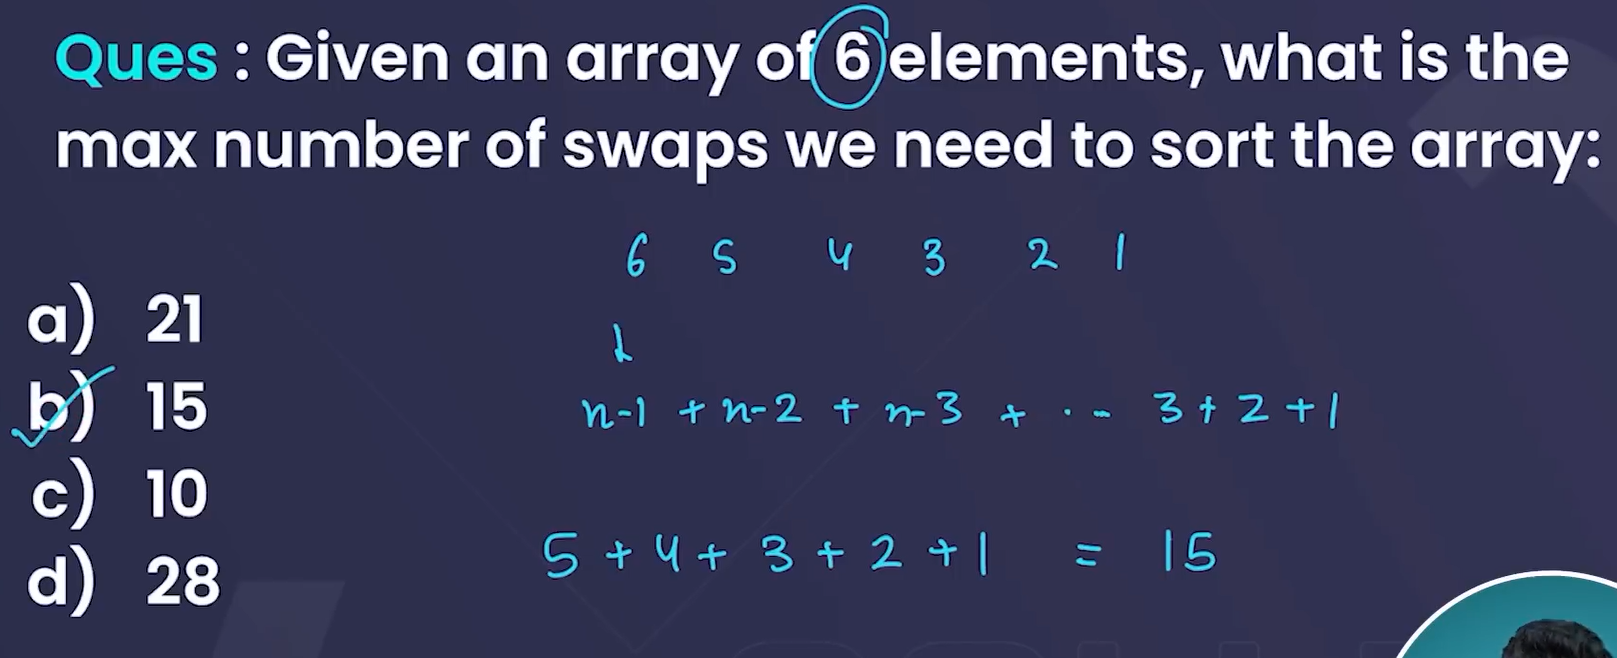 Ques : Given an array of 6 elements, what is the
max number of swaps we need to sort the array:
6 5 4 3 2 1
a) 21
n-1 + n-2 + n-3 + . -- 3 + 2 + 1
b) 15
c) 10
5 + 4 + 3 + 2 + 1 = 15
d) 28